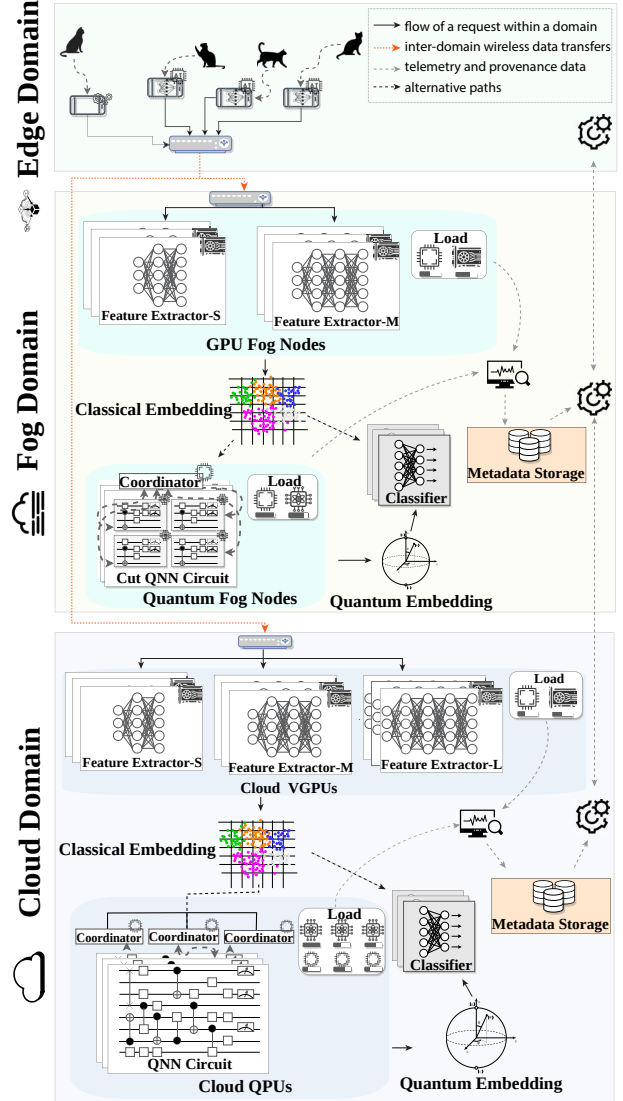 flow of a request within a domain
inter-domain wireless data transfers
telemetry and provenance data
alternative paths
Edge Domain
AI
AI
AI
Fog Domain
Load
Feature Extractor-S
Feature Extractor-M
GPU Fog Nodes
Classical Embedding
Metadata Storage
Classifier
Coordinator
Load
Cut QNN Circuit
Quantum Fog Nodes
Quantum Embedding
Cloud Domain
Load
Feature Extractor-S
Feature Extractor-M
Feature Extractor-L
Cloud VGPUs
Classical Embedding
Metadata Storage
Load
Coordinator
Coordinator
Coordinator
Classifier
QNN Circuit
Cloud QPUs
Quantum Embedding